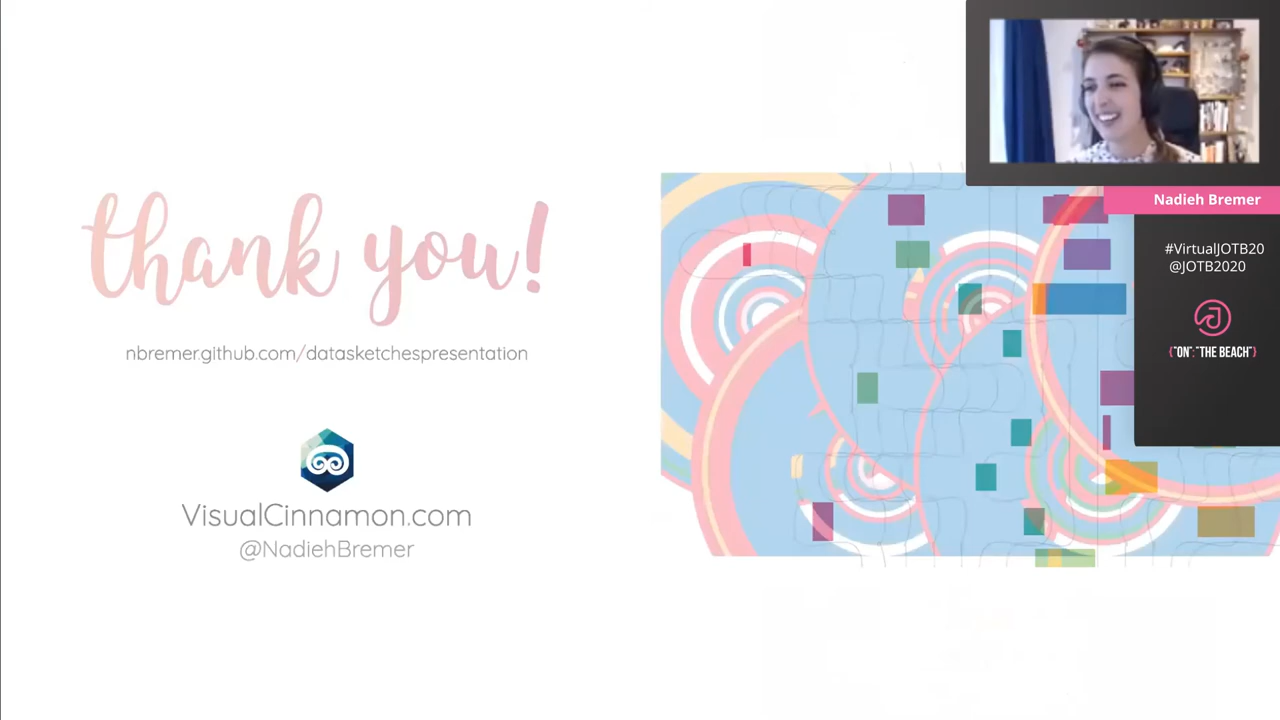 thank you!
nbremer.github.com/datasketchespresentation
VisualCinnamon.com
@NadiehBremer
Nadieh Bremer
#VirtualJOTB20
@JOTB2020
{"ON":"THE BEACH"}